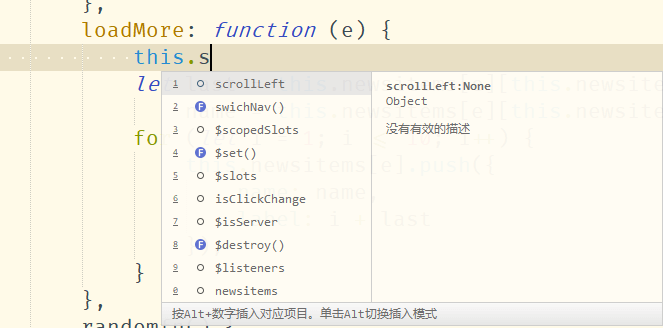 },
loadMore: function (e) {
this.s
le
1 scrollLeft
2 F swichNav()
3 $scopedSlots
4 F $set()
5 $slots
6 isClickChange
7 $isServer
8 F $destroy()
9 $listeners
0 newsitems
scrollLeft:None
Object
没有有效的描述
fo
}
},
按Alt+数字插入对应项目。单击Alt切换插入模式